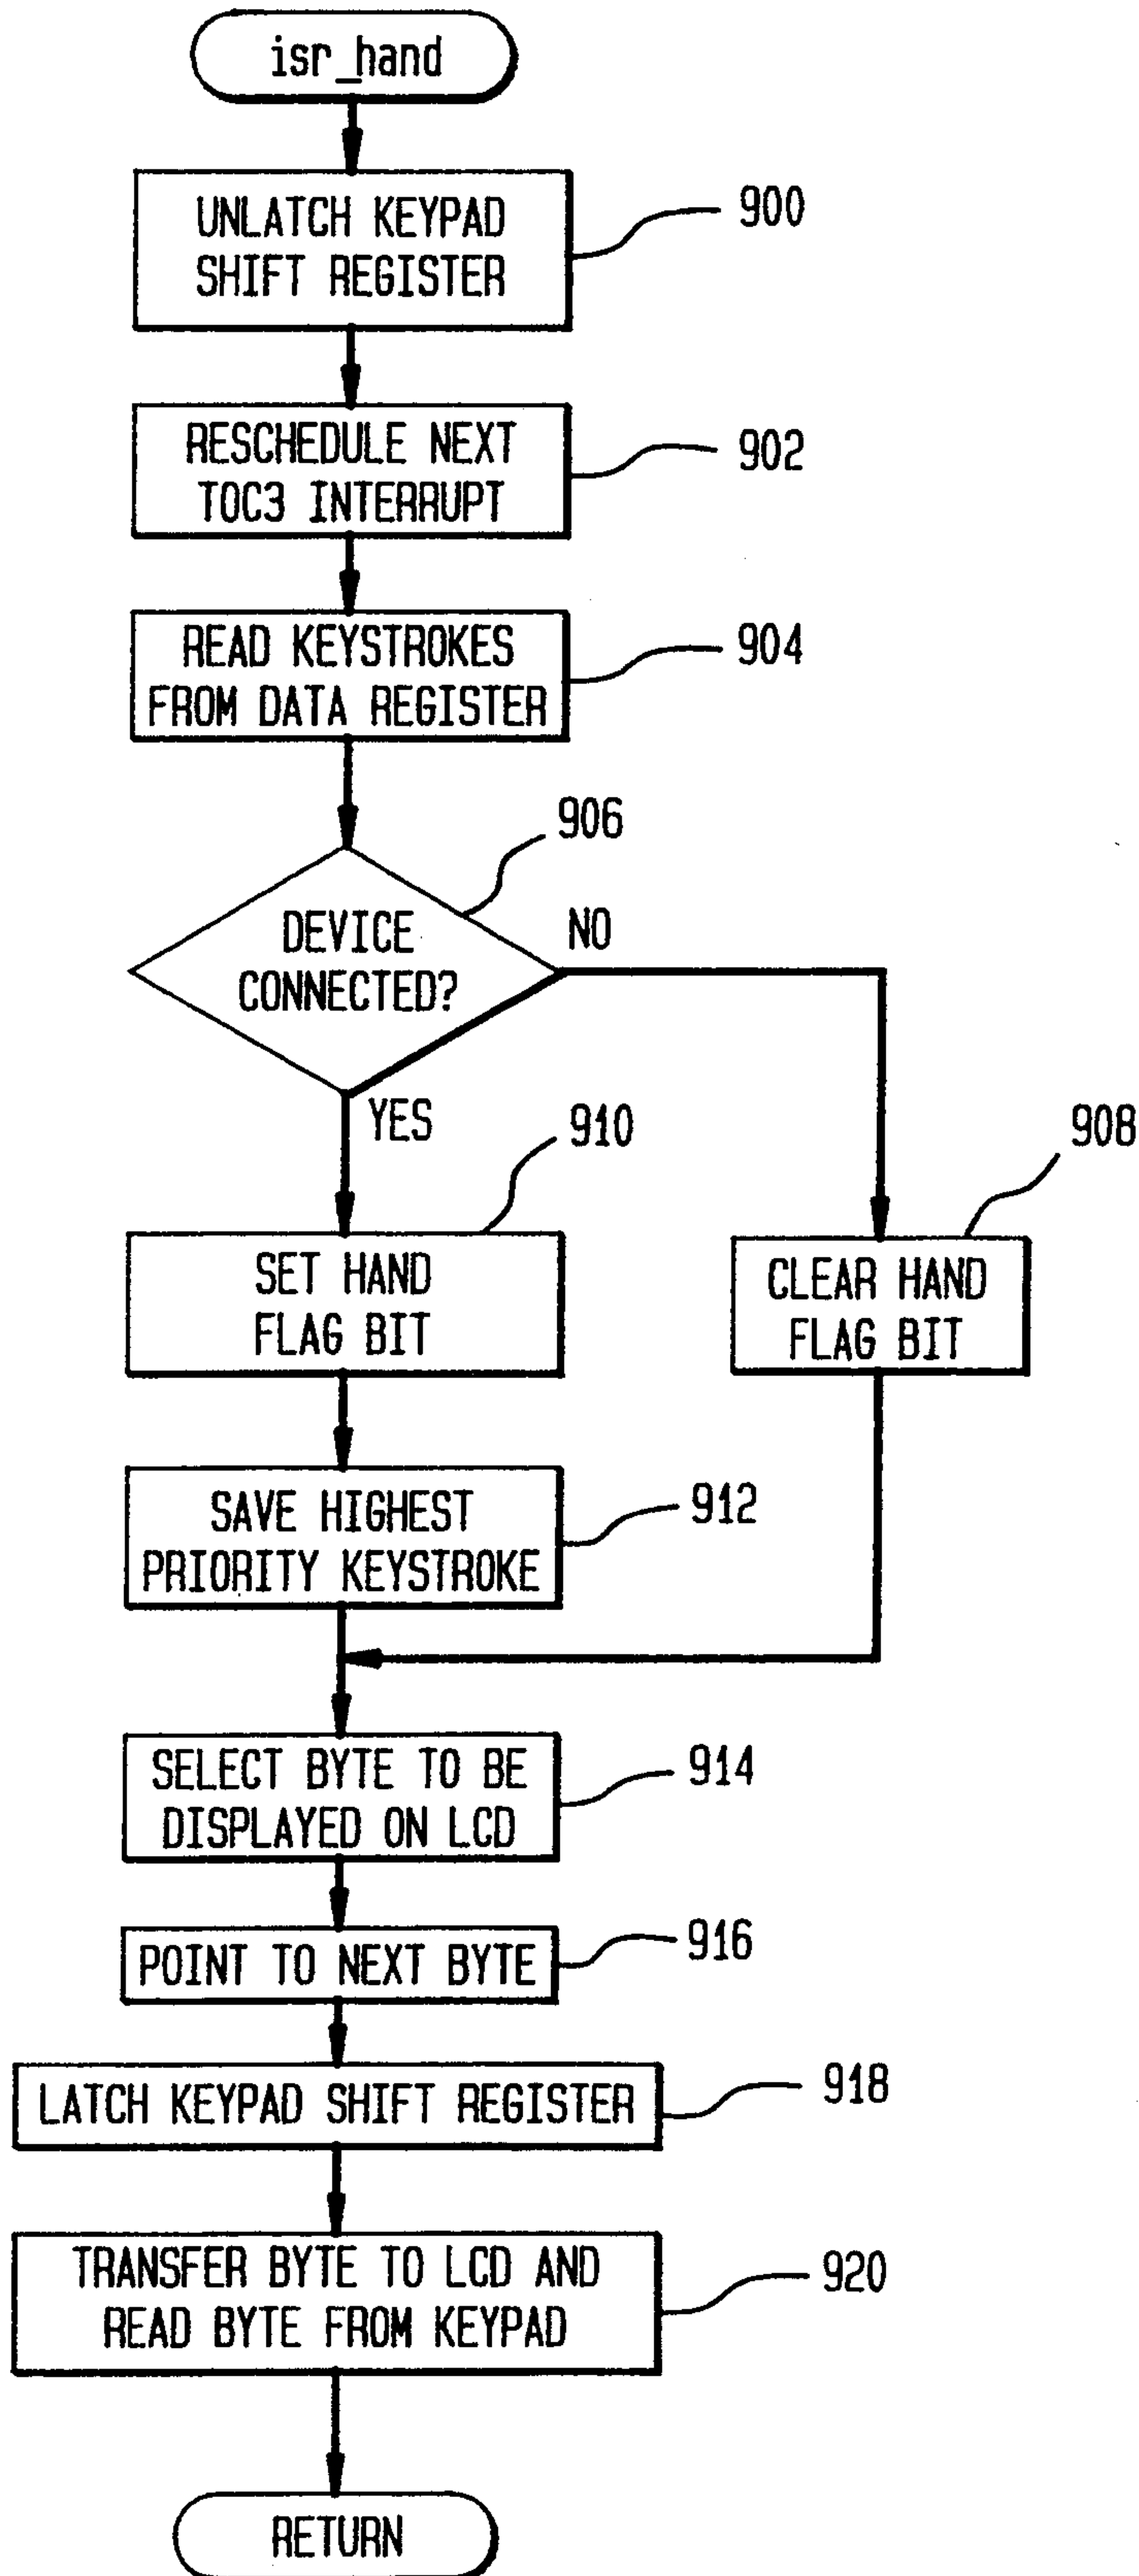 isr_hand
UNLATCH KEYPAD
SHIFT REGISTER
900
RESCHEDULE NEXT
TOC3 INTERRUPT
902
READ KEYSTROKES
FROM DATA REGISTER
904
906
DEVICE
CONNECTED?
NO
YES
910
908
SET HAND
FLAG BIT
CLEAR HAND
FLAG BIT
SAVE HIGHEST
PRIORITY KEYSTROKE
912
SELECT BYTE TO BE
DISPLAYED ON LCD
914
POINT TO NEXT BYTE
916
LATCH KEYPAD SHIFT REGISTER
918
TRANSFER BYTE TO LCD AND
READ BYTE FROM KEYPAD
920
RETURN